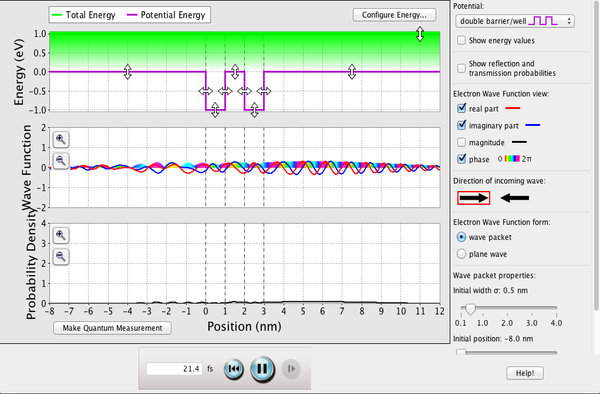 Total Energy
Potential Energy
Configure Energy...
Energy (eV)
1.0
0.5
0.0
-0.5
-1.0
Wave Function
2
1
0
-1
-2
Probability Density
4
3
2
1
0
-8 -7 -6 -5 -4 -3 -2 -1 0 1 2 3 4 5 6 7 8 9 10 11 12
Make Quantum Measurement
Position (nm)
21.4 fs
Potential:
double barrier/well
Show energy values
Show reflection and
transmission probabilities
Electron Wave Function view:
real part
imaginary part
magnitude
phase 0 2π
Direction of incoming wave:
Electron Wave Function form:
wave packet
plane wave
Wave packet properties:
Initial width σ: 0.5 nm
0.1 1.0 2.0 3.0 4.0
Initial position: -8.0 nm
Help!